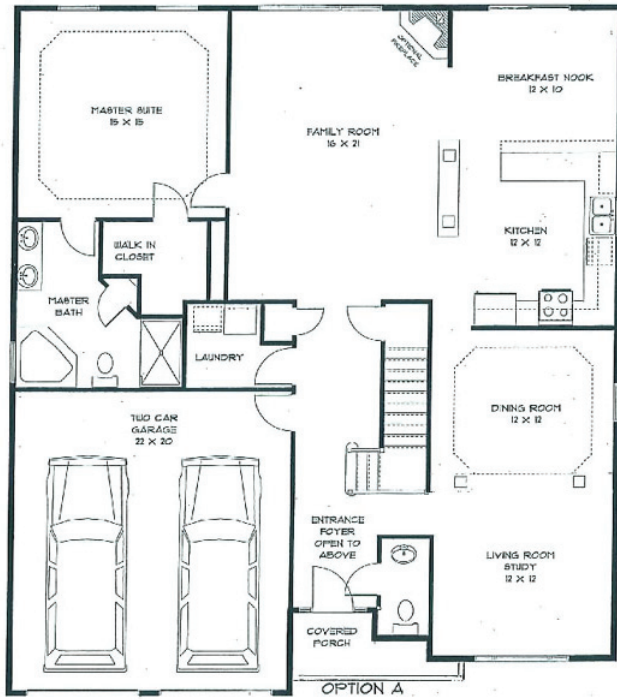 MASTER SUITE
15 X 15
FAMILY ROOM
16 X 21
OPTIONAL
FIREPLACE
BREAKFAST NOOK
12 X 10
KITCHEN
12 X 12
WALK IN
CLOSET
MASTER
BATH
LAUNDRY
TWO CAR
GARAGE
22 X 20
DINING ROOM
12 X 12
ENTRANCE
FOYER
OPEN TO
ABOVE
LIVING ROOM
STUDY
12 X 12
COVERED
PORCH
OPTION A